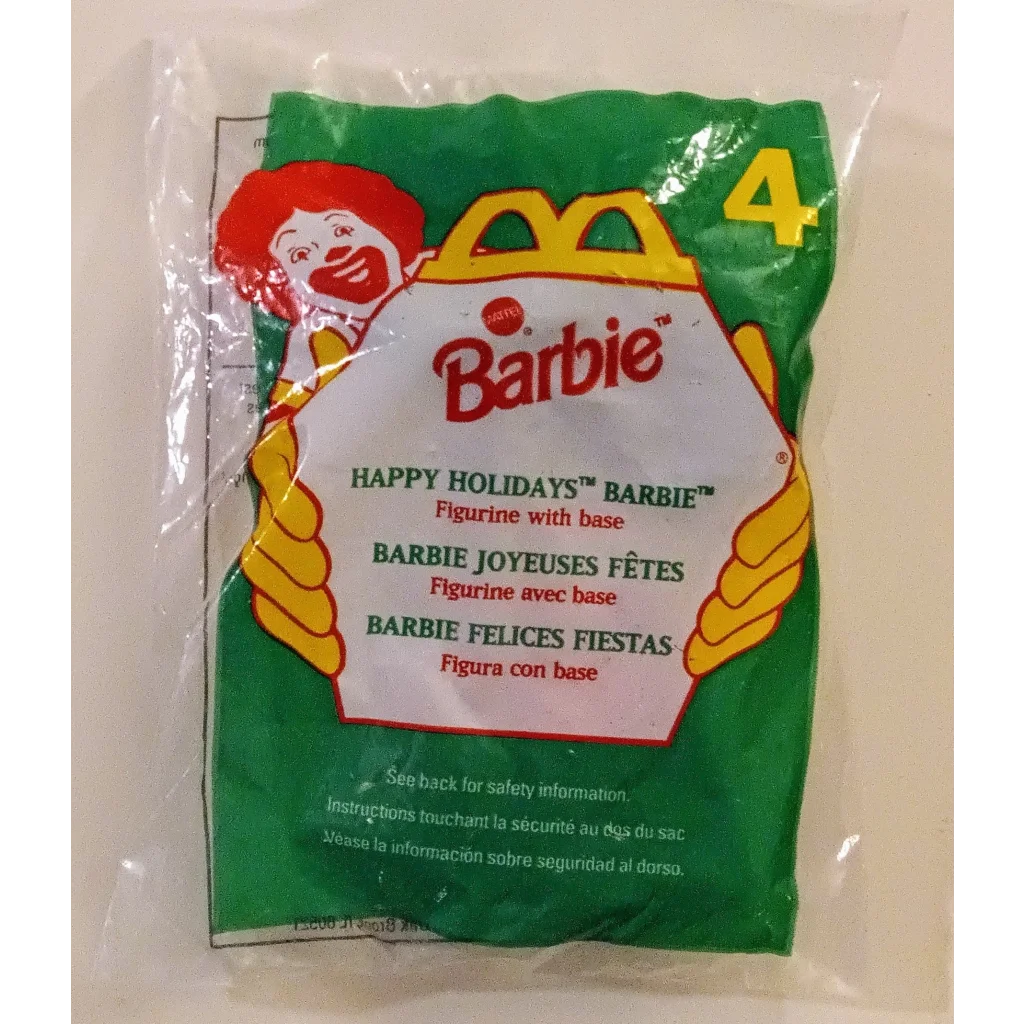 4
MATTEL
®
Barbie™
®
HAPPY HOLIDAYS™ BARBIE™
Figurine with base
BARBIE JOYEUSES FÊTES
Figurine avec base
BARBIE FELICES FIESTAS
Figura con base
See back for safety information.
Instructions touchant la sécurité au dos du sac
Véase la información sobre seguridad al dorso.